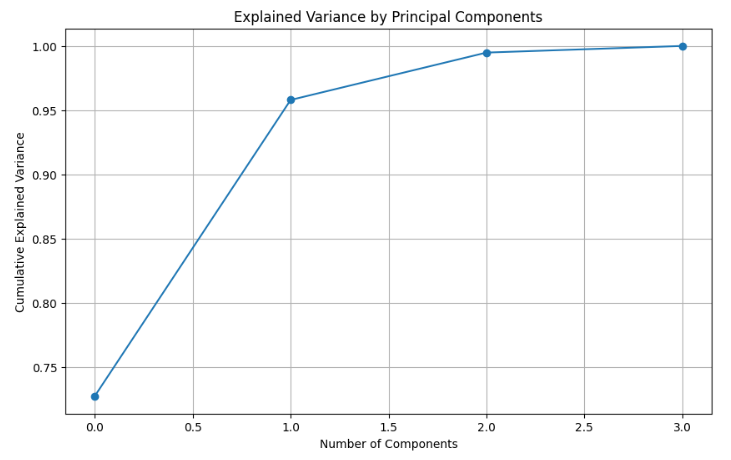 Explained Variance by Principal Components
Cumulative Explained Variance
1.00
0.95
0.90
0.85
0.80
0.75
0.0 0.5 1.0 1.5 2.0 2.5 3.0
Number of Components